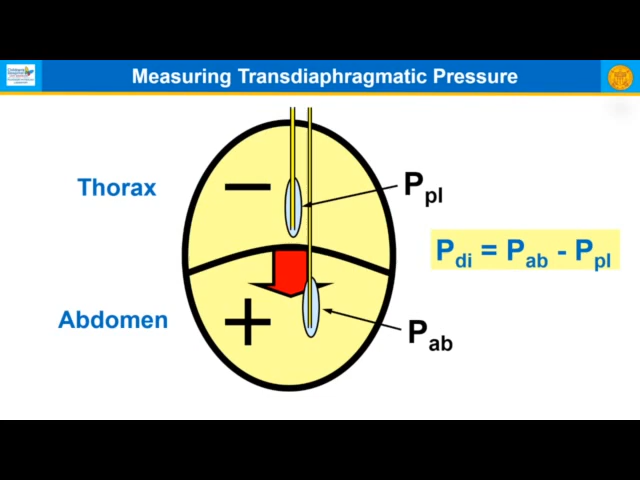 Measuring Transdiaphragmatic Pressure
Thorax
−
Ppl
Pdi = Pab - Ppl
Abdomen
+
Pab